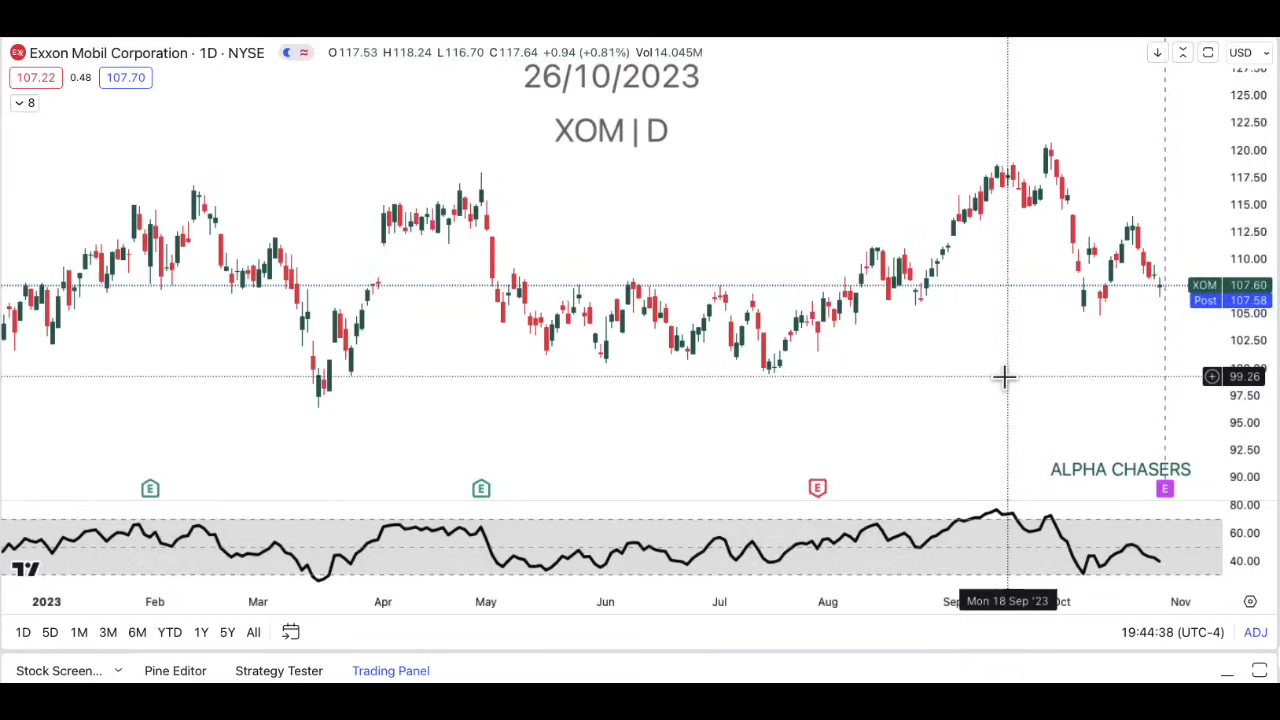 Exxon Mobil Corporation · 1D · NYSE
O117.53 H118.24 L116.70 C117.64 +0.94 (+0.81%) Vol14.045M
USD
107.22 0.48 107.70
8
26/10/2023
XOM | D
125.00
122.50
120.00
117.50
115.00
112.50
110.00
XOM 107.60
Post 107.58
105.00
102.50
99.26
97.50
95.00
92.50
90.00
ALPHA CHASERS
E E E E
80.00
60.00
40.00
2023 Feb Mar Apr May Jun Jul Aug Sep Mon 18 Sep '23 Oct Nov
1D 5D 1M 3M 6M YTD 1Y 5Y All
19:44:38 (UTC-4) ADJ
Stock Screen... Pine Editor Strategy Tester Trading Panel